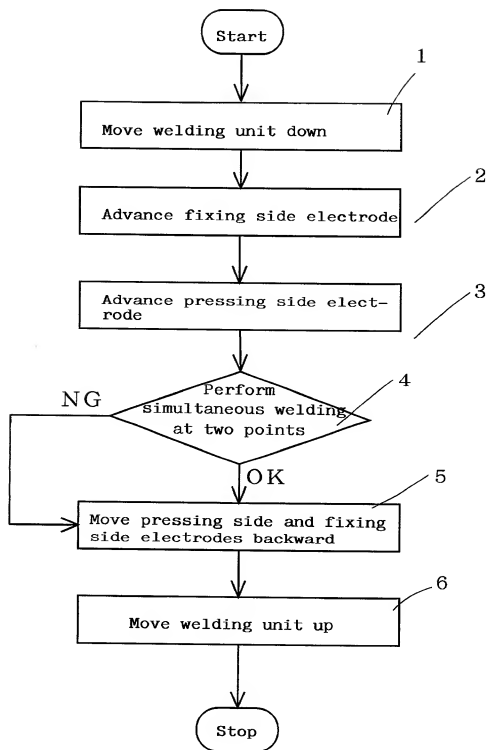 Start
1
Move welding unit down
2
Advance fixing side electrode
3
Advance pressing side elect-
rode
Perform
4
simultaneous welding
at two points
NG
OK
5
Move pressing side and fixing
side electrodes backward
6
Move welding unit up
Stop